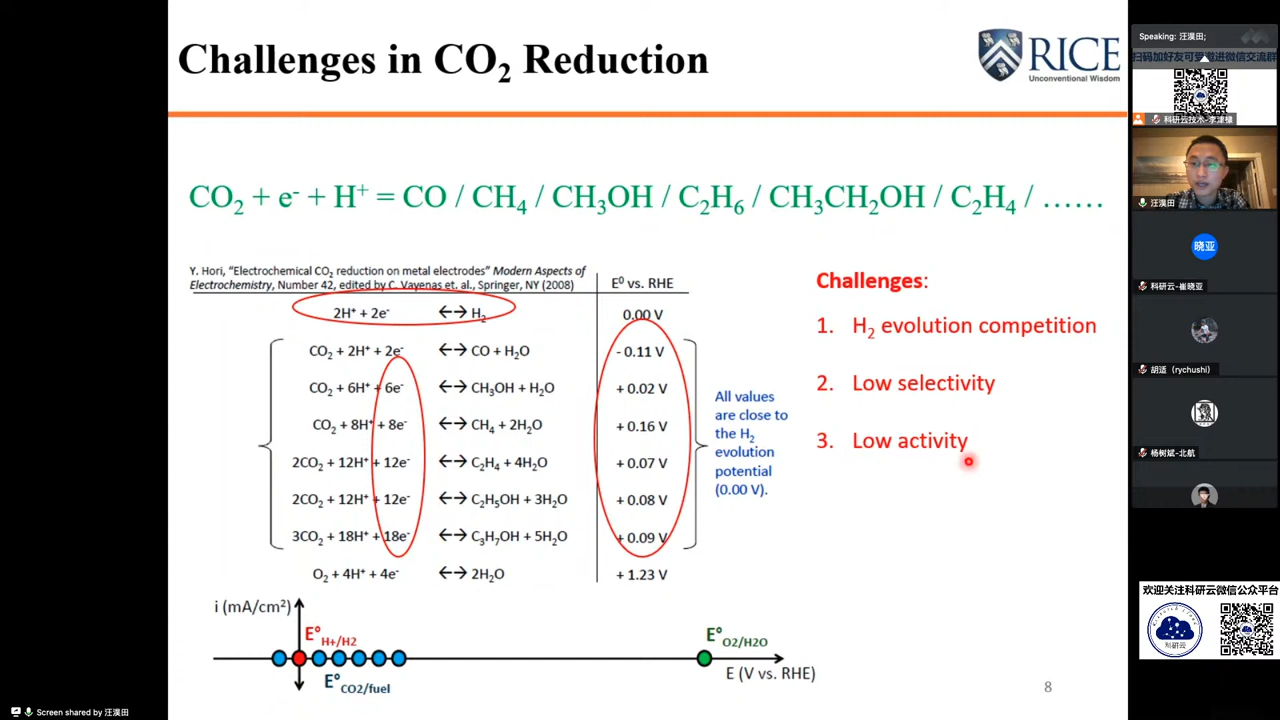 Challenges in CO₂ Reduction
RICE
Unconventional Wisdom
CO₂ + e⁻ + H⁺ = CO / CH₄ / CH₃OH / C₂H₆ / CH₃CH₂OH / C₂H₄ / ……
Y. Hori, “Electrochemical CO₂ reduction on metal electrodes” Modern Aspects of
Electrochemistry, Number 42, edited by C. Vayenas et. al., Springer, NY (2008)
E⁰ vs. RHE
2H⁺ + 2e⁻ ↔ H₂ 0.00 V
CO₂ + 2H⁺ + 2e⁻ ↔ CO + H₂O - 0.11 V
CO₂ + 6H⁺ + 6e⁻ ↔ CH₃OH + H₂O + 0.02 V
CO₂ + 8H⁺ + 8e⁻ ↔ CH₄ + 2H₂O + 0.16 V
2CO₂ + 12H⁺ + 12e⁻ ↔ C₂H₄ + 4H₂O + 0.07 V
2CO₂ + 12H⁺ + 12e⁻ ↔ C₂H₅OH + 3H₂O + 0.08 V
3CO₂ + 18H⁺ + 18e⁻ ↔ C₃H₇OH + 5H₂O + 0.09 V
O₂ + 4H⁺ + 4e⁻ ↔ 2H₂O + 1.23 V
All values
are close to
the H₂
evolution
potential
(0.00 V).
Challenges:
1. H₂ evolution competition
2. Low selectivity
3. Low activity
i (mA/cm²)
E° H+/H2
E° CO2/fuel
E° O2/H2O
E (V vs. RHE)
8
Speaking: 汪淏田;
扫码加好友可受邀进微信交流群
科研云技术-李津樟
汪淏田
晓亚
科研云-崔晓亚
胡适 (rychushi)
杨树斌-北航
欢迎关注科研云微信公众平台
科研云
Screen shared by 汪淏田